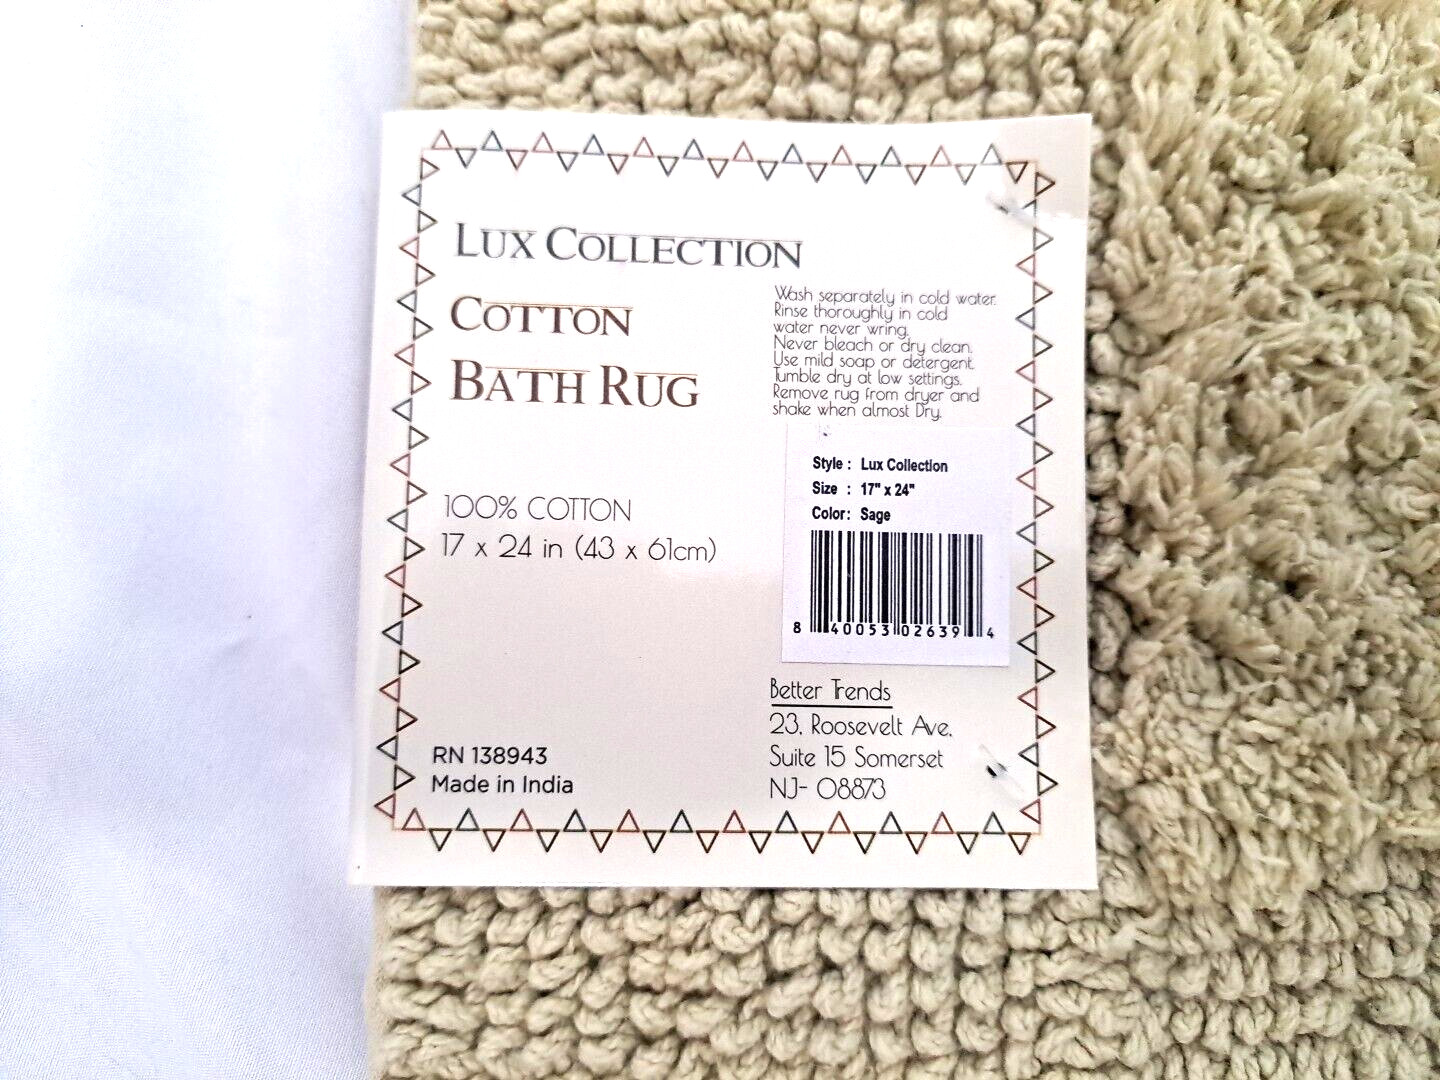 LUX COLLECTION
COTTON
BATH RUG
Wash separately in cold water.
Rinse thoroughly in cold
water never wring.
Never bleach or dry clean.
Use mild soap or detergent.
Tumble dry at low settings.
Remove rug from dryer and
shake when almost Dry.
100% COTTON
17 x 24 in (43 x 61cm)
Style : Lux Collection
Size : 17" x 24"
Color: Sage
8 40053 02639 4
Better Trends
23, Roosevelt Ave,
Suite 15 Somerset
NJ- 08873
RN 138943
Made in India